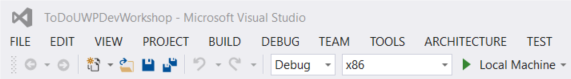 ToDoUWPDevWorkshop - Microsoft Visual Studio
FILE EDIT VIEW PROJECT BUILD DEBUG TEAM TOOLS ARCHITECTURE TEST
Debug x86 Local Machine